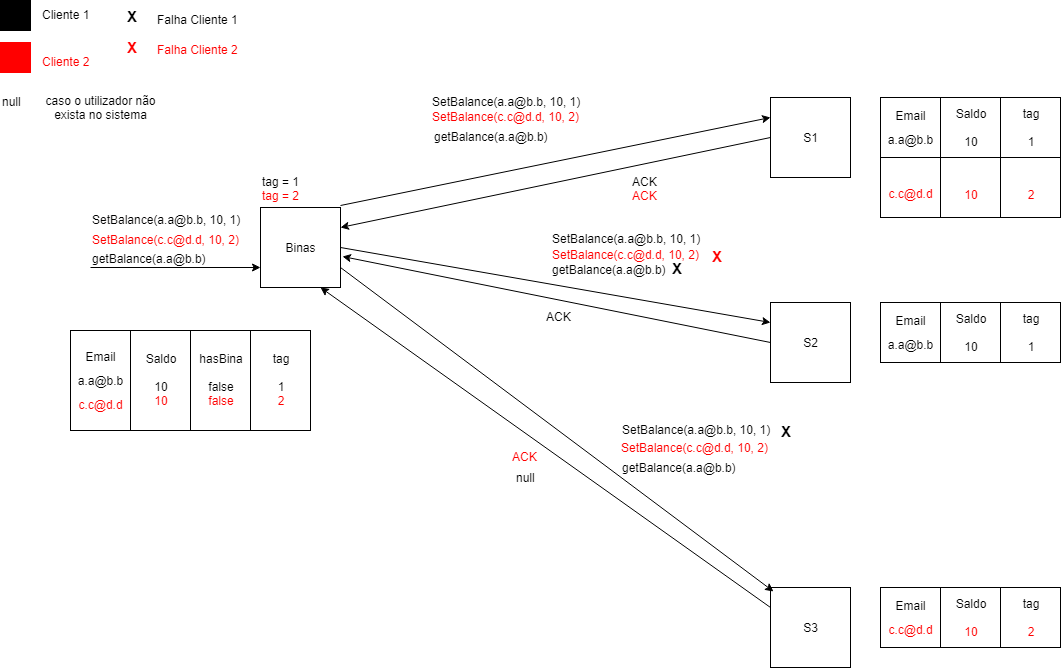 Cliente 1
X Falha Cliente 1
Cliente 2
X Falha Cliente 2
null caso o utilizador não
exista no sistema
SetBalance(a.a@b.b, 10, 1)
SetBalance(c.c@d.d, 10, 2)
getBalance(a.a@b.b)
S1
Email Saldo tag
a.a@b.b 10 1
c.c@d.d 10 2
ACK
ACK
tag = 1
tag = 2
SetBalance(a.a@b.b, 10, 1)
SetBalance(c.c@d.d, 10, 2)
getBalance(a.a@b.b)
Binas
SetBalance(a.a@b.b, 10, 1)
SetBalance(c.c@d.d, 10, 2) X
getBalance(a.a@b.b) X
ACK
S2
Email Saldo tag
a.a@b.b 10 1
Email Saldo hasBina tag
a.a@b.b 10 false 1
c.c@d.d 10 false 2
SetBalance(a.a@b.b, 10, 1) X
SetBalance(c.c@d.d, 10, 2)
getBalance(a.a@b.b)
ACK
null
S3
Email Saldo tag
c.c@d.d 10 2